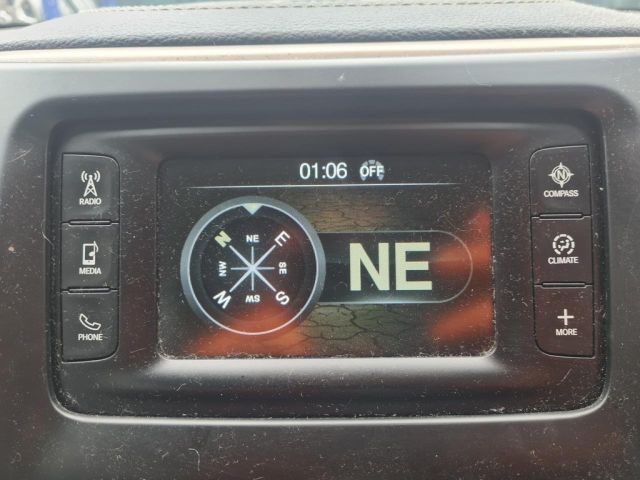 01:06 OFF
RADIO
MEDIA
PHONE
N
NE
E
NW
SE
W
SW
S
NE
N
COMPASS
CLIMATE
MORE